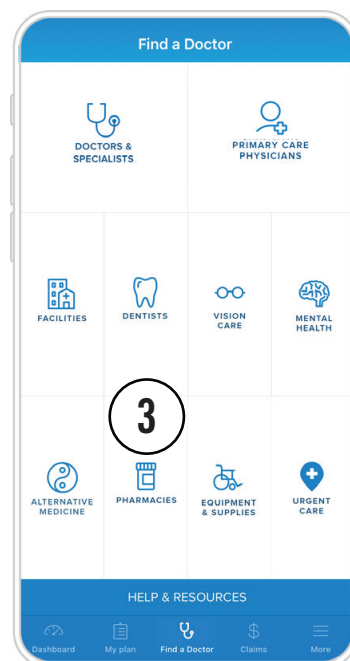 Find a Doctor
DOCTORS &
SPECIALISTS
PRIMARY CARE
PHYSICIANS
FACILITIES
DENTISTS
VISION
CARE
MENTAL
HEALTH
3
ALTERNATIVE
MEDICINE
PHARMACIES
EQUIPMENT
& SUPPLIES
URGENT
CARE
HELP & RESOURCES
Dashboard
My plan
Find a Doctor
Claims
More